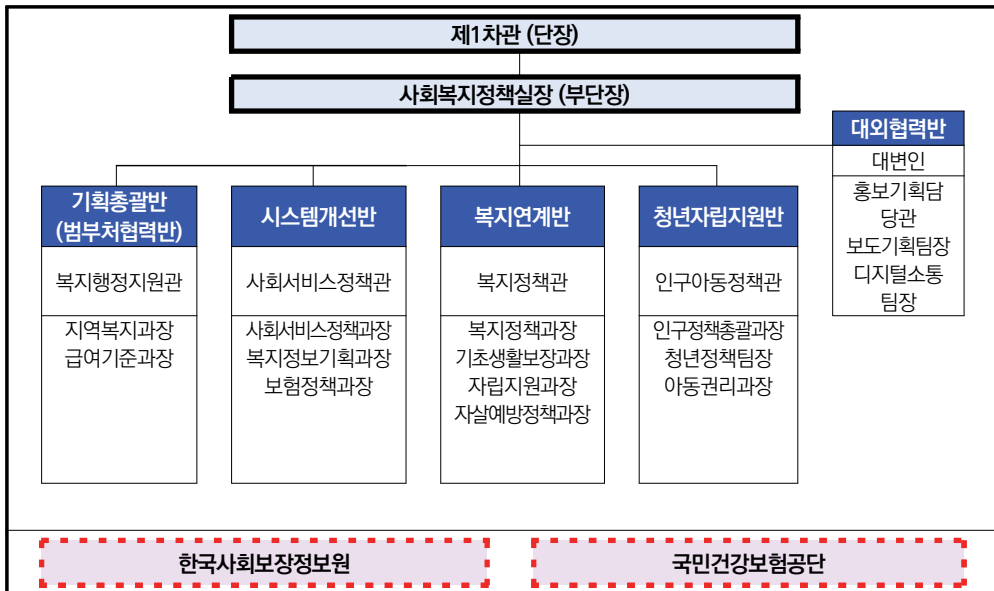 제1차관 (단장)
사회복지정책실장 (부단장)
대외협력반
대변인
홍보기획담
당관
보도기획팀장
디지털소통
팀장
기획총괄반
(범부처협력반)
복지행정지원관
지역복지과장
급여기준과장
시스템개선반
사회서비스정책관
사회서비스정책과장
복지정보기획과장
보험정책과장
복지연계반
복지정책관
복지정책과장
기초생활보장과장
자립지원과장
자살예방정책과장
청년자립지원반
인구아동정책관
인구정책총괄과장
청년정책팀장
아동권리과장
한국사회보장정보원
국민건강보험공단